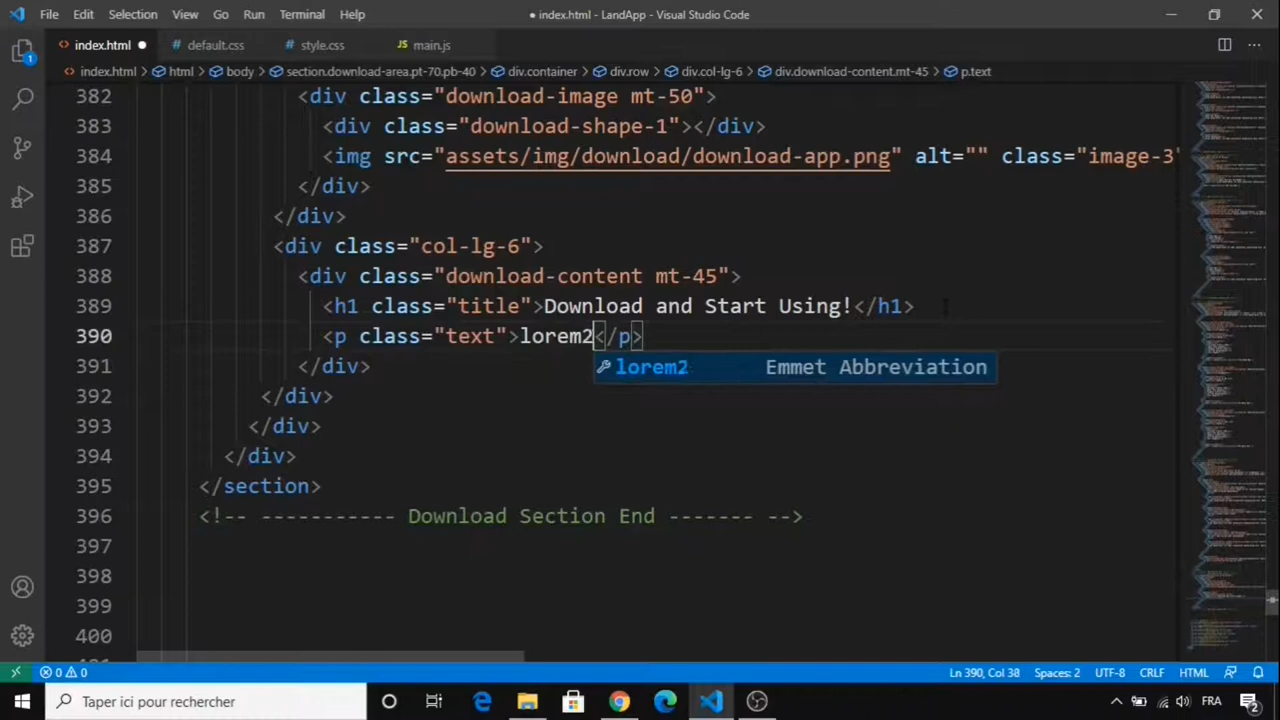 File Edit Selection View Go Run Terminal Help
● index.html - LandApp - Visual Studio Code
<> index.html ● # default.css # style.css JS main.js
<> index.html > html > body > section.download-area.pt-70.pb-40 > div.container > div.row > div.col-lg-6 > div.download-content.mt-45 > p.text
382 <div class="download-image mt-50">
383 <div class="download-shape-1"></div>
384 <img src="assets/img/download/download-app.png" alt="" class="image-3"
385 </div>
386 </div>
387 <div class="col-lg-6">
388 <div class="download-content mt-45">
389 <h1 class="title">Download and Start Using!</h1>
390 <p class="text">lorem2</p>
lorem2 Emmet Abbreviation
391 </div>
392 </div>
393 </div>
394 </div>
395 </section>
396 <!-- ----------- Download Section End ------- -->
397
398
399
400
1
0 0 Ln 390, Col 38 Spaces: 2 UTF-8 CRLF HTML
Taper ici pour rechercher FRA 2